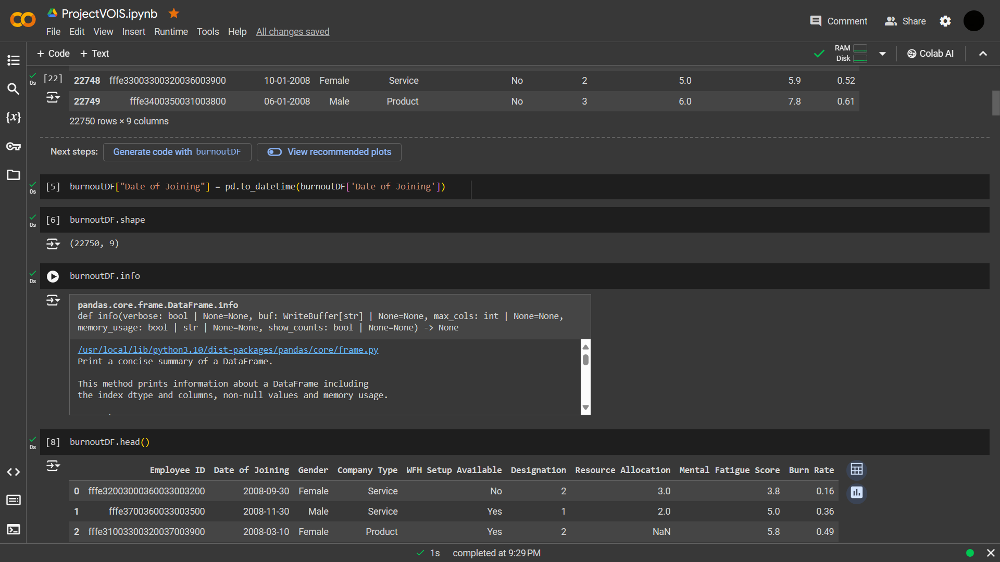 ProjectVOIS.ipynb
File Edit View Insert Runtime Tools Help All changes saved
Comment Share
+ Code + Text
RAM
Disk
Colab AI
0s [22] 22748 fffe33003300320036003900 10-01-2008 Female Service No 2 5.0 5.9 0.52
22749 fffe3400350031003800 06-01-2008 Male Product No 3 6.0 7.8 0.61
22750 rows × 9 columns
Next steps: Generate code with burnoutDF View recommended plots
0s [5] burnoutDF["Date of Joining"] = pd.to_datetime(burnoutDF['Date of Joining'])
0s [6] burnoutDF.shape
(22750, 9)
0s burnoutDF.info
pandas.core.frame.DataFrame.info
def info(verbose: bool | None=None, buf: WriteBuffer[str] | None=None, max_cols: int | None=None,
memory_usage: bool | str | None=None, show_counts: bool | None=None) -> None
/usr/local/lib/python3.10/dist-packages/pandas/core/frame.py
Print a concise summary of a DataFrame.
This method prints information about a DataFrame including
the index dtype and columns, non-null values and memory usage.
0s [8] burnoutDF.head()
Employee ID Date of Joining Gender Company Type WFH Setup Available Designation Resource Allocation Mental Fatigue Score Burn Rate
0 fffe32003000360033003200 2008-09-30 Female Service No 2 3.0 3.8 0.16
1 fffe3700360033003500 2008-11-30 Male Service Yes 1 2.0 5.0 0.36
2 fffe31003300320037003900 2008-03-10 Female Product Yes 2 NaN 5.8 0.49
1s completed at 9:29 PM